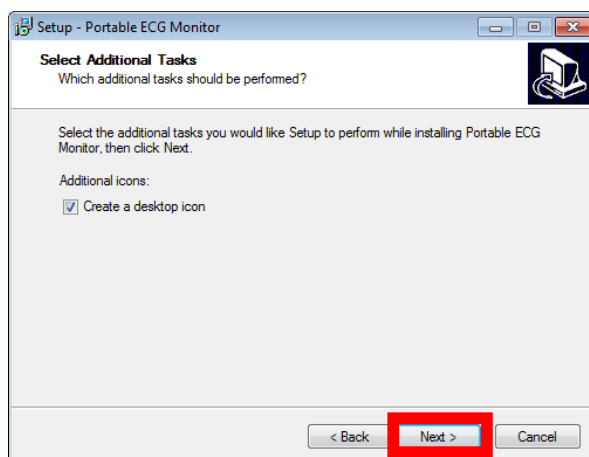 Setup - Portable ECG Monitor
Select Additional Tasks
Which additional tasks should be performed?
Select the additional tasks you would like Setup to perform while installing Portable ECG
Monitor, then click Next.
Additional icons:
Create a desktop icon
< Back Next > Cancel